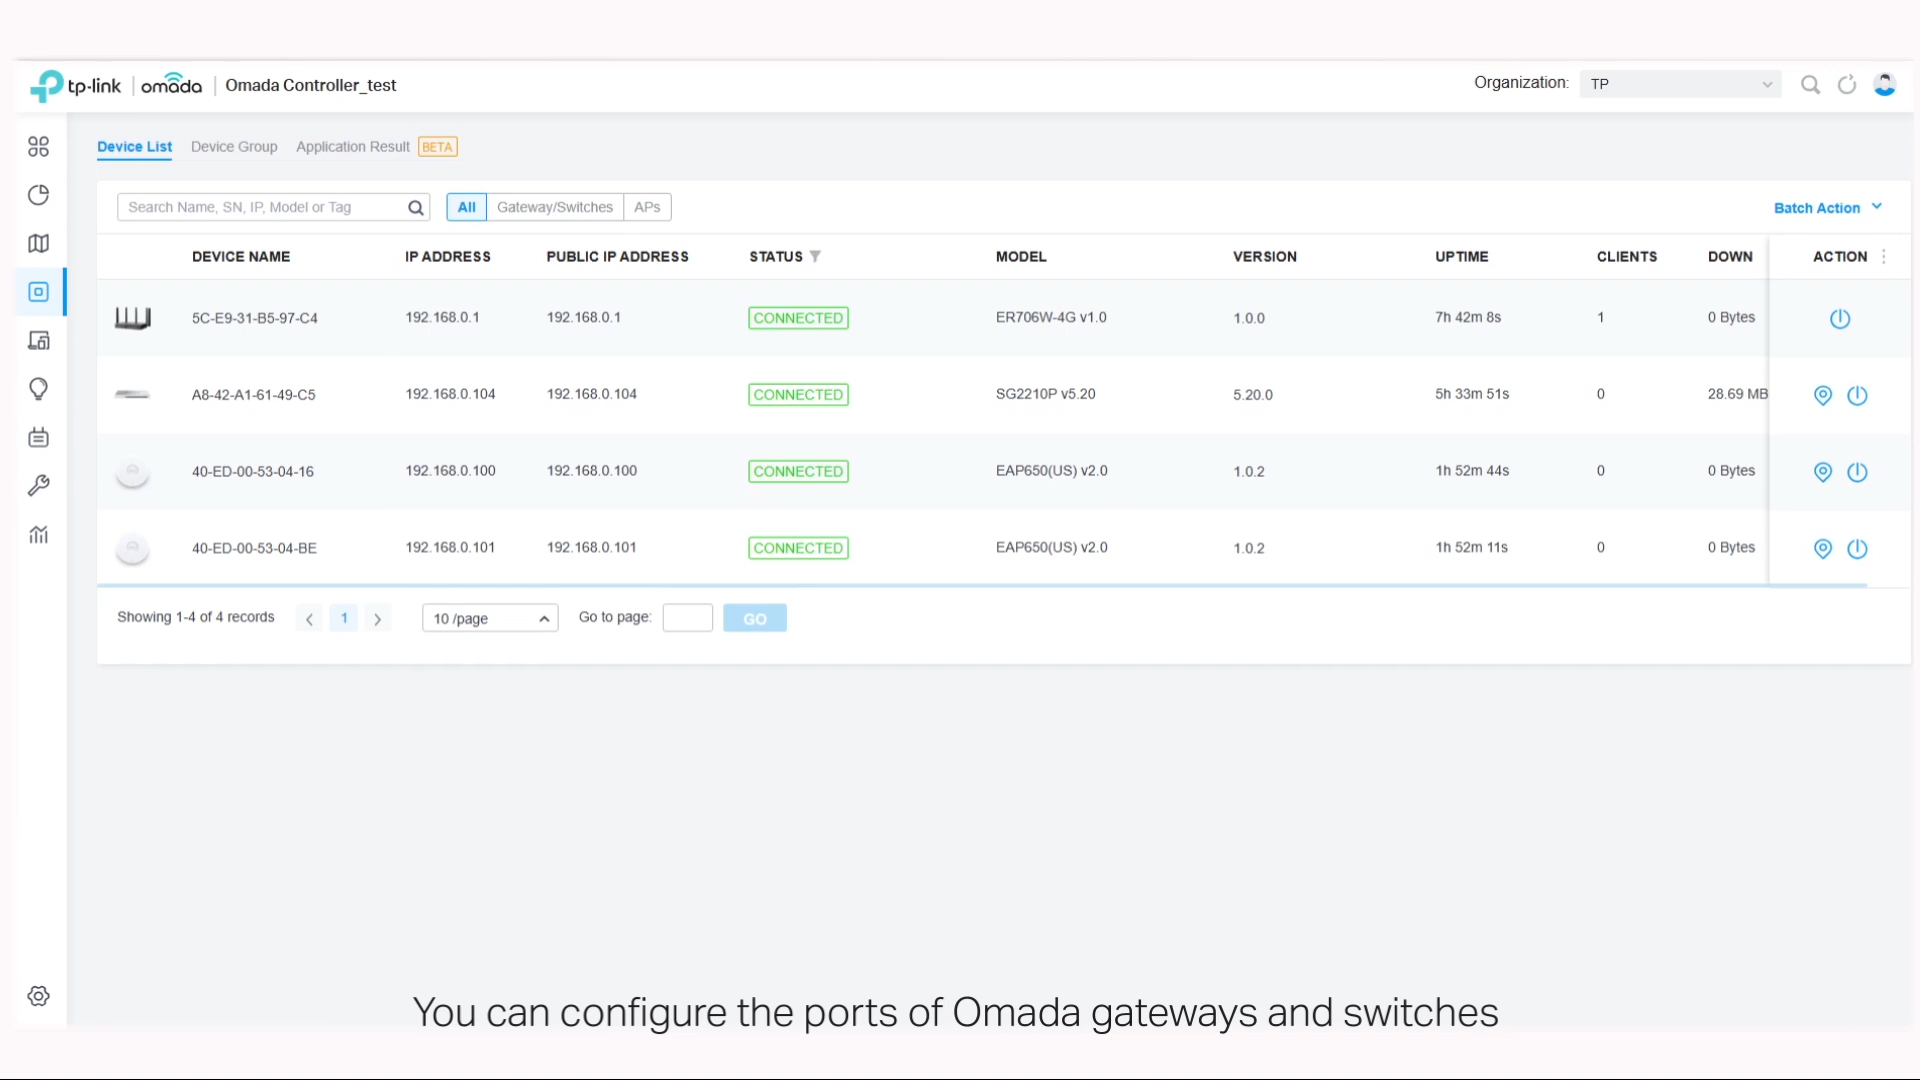 tp-link | omada | Omada Controller_test
Organization: TP
Device List Device Group Application Result BETA
Search Name, SN, IP, Model or Tag All Gateway/Switches APs Batch Action
DEVICE NAME IP ADDRESS PUBLIC IP ADDRESS STATUS MODEL VERSION UPTIME CLIENTS DOWN ACTION
5C-E9-31-B5-97-C4 192.168.0.1 192.168.0.1 CONNECTED ER706W-4G v1.0 1.0.0 7h 42m 8s 1 0 Bytes
A8-42-A1-61-49-C5 192.168.0.104 192.168.0.104 CONNECTED SG2210P v5.20 5.20.0 5h 33m 51s 0 28.69 MB
40-ED-00-53-04-16 192.168.0.100 192.168.0.100 CONNECTED EAP650(US) v2.0 1.0.2 1h 52m 44s 0 0 Bytes
40-ED-00-53-04-BE 192.168.0.101 192.168.0.101 CONNECTED EAP650(US) v2.0 1.0.2 1h 52m 11s 0 0 Bytes
Showing 1-4 of 4 records < 1 > 10 /page Go to page: GO
You can configure the ports of Omada gateways and switches